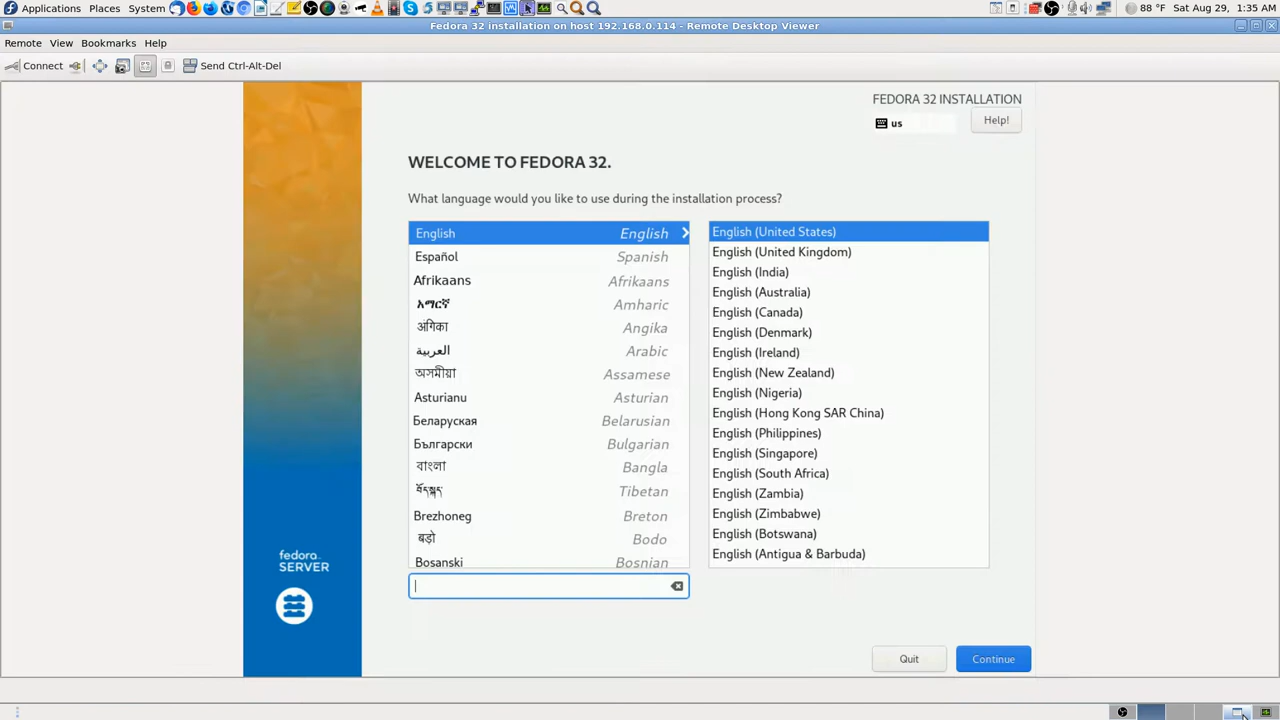 Applications Places System 88 °F Sat Aug 29, 1:35 AM
Fedora 32 installation on host 192.168.0.114 - Remote Desktop Viewer
Remote View Bookmarks Help
Connect Send Ctrl-Alt-Del
FEDORA 32 INSTALLATION
us Help!
WELCOME TO FEDORA 32.
What language would you like to use during the installation process?
English English
Español Spanish
Afrikaans Afrikaans
አማርኛ Amharic
अंगिका Angika
العربية Arabic
অসমীয়া Assamese
Asturianu Asturian
Беларуская Belarusian
Български Bulgarian
বাংলা Bangla
བོད་སྐད་ Tibetan
Brezhoneg Breton
बड़ो Bodo
Bosanski Bosnian
English (United States)
English (United Kingdom)
English (India)
English (Australia)
English (Canada)
English (Denmark)
English (Ireland)
English (New Zealand)
English (Nigeria)
English (Hong Kong SAR China)
English (Philippines)
English (Singapore)
English (South Africa)
English (Zambia)
English (Zimbabwe)
English (Botswana)
English (Antigua & Barbuda)
fedora
SERVER
Quit Continue